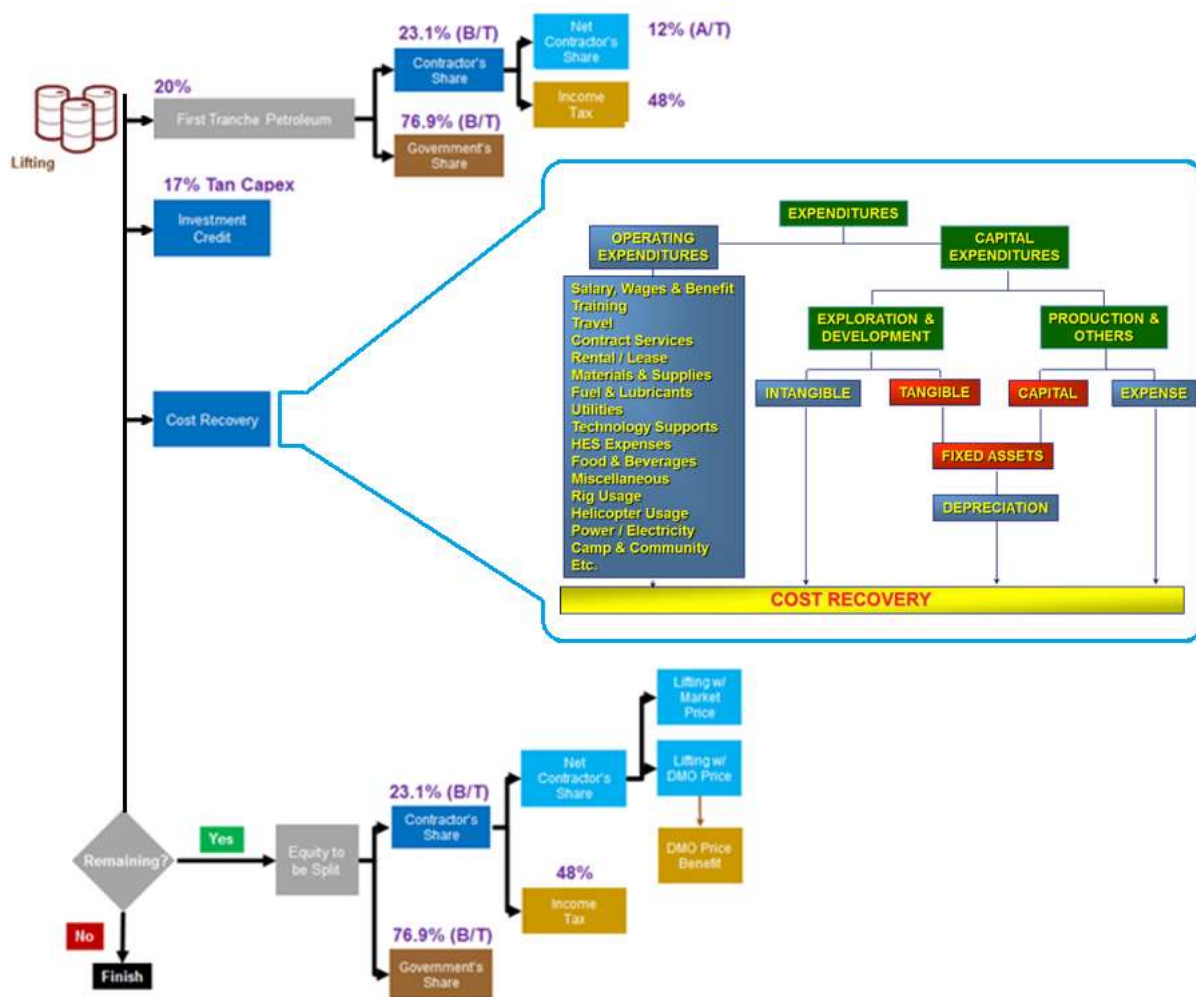 23.1% (B/T)
Net
Contractor's
Share
12% (A/T)
Contractor's
Share
20%
First Tranche Petroleum
Income
Tax
48%
76.9% (B/T)
Government's
Share
Lifting
17% Tan Capex
Investment
Credit
Cost Recovery
EXPENDITURES
OPERATING
EXPENDITURES
CAPITAL
EXPENDITURES
Salary, Wages & Benefit
Training
Travel
Contract Services
Rental / Lease
Materials & Supplies
Fuel & Lubricants
Utilities
Technology Supports
HES Expenses
Food & Beverages
Miscellaneous
Rig Usage
Helicopter Usage
Power / Electricity
Camp & Community
Etc.
EXPLORATION &
DEVELOPMENT
PRODUCTION &
OTHERS
INTANGIBLE
TANGIBLE
CAPITAL
EXPENSE
FIXED ASSETS
DEPRECIATION
COST RECOVERY
Remaining?
Yes
No
Finish
Equity to
be Split
23.1% (B/T)
Contractor's
Share
76.9% (B/T)
Government's
Share
Net
Contractor's
Share
48%
Income
Tax
Lifting w/
Market
Price
Lifting w/
DMO Price
DMO Price
Benefit